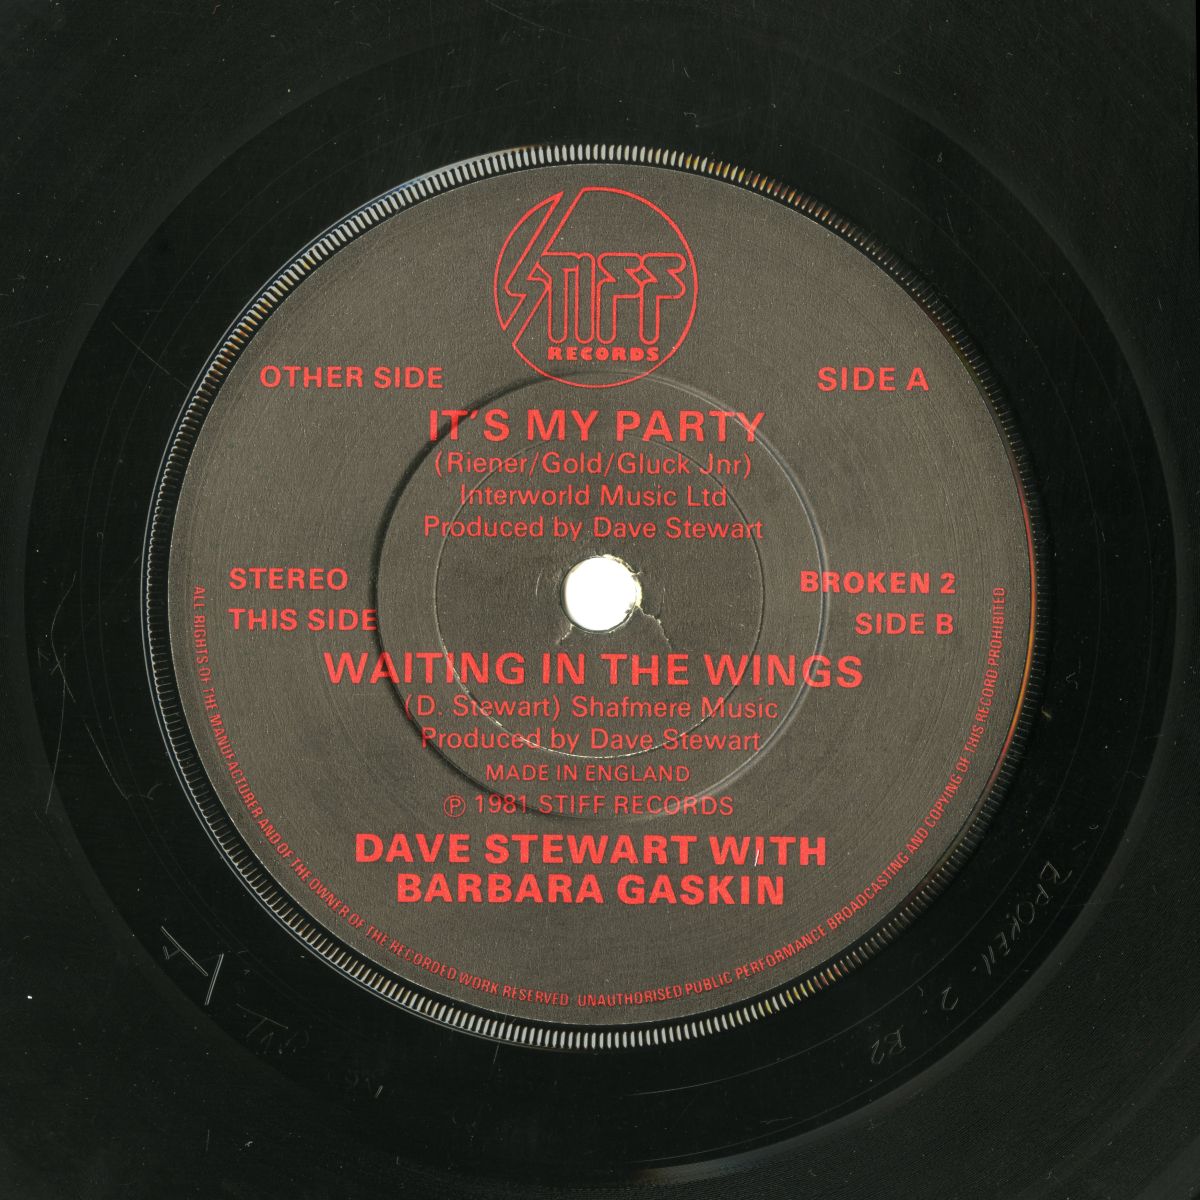 STIFF
RECORDS
OTHER SIDE
SIDE A
IT'S MY PARTY
(Riener/Gold/Gluck Jnr)
Interworld Music Ltd
Produced by Dave Stewart
STEREO
BROKEN 2
THIS SIDE
SIDE B
WAITING IN THE WINGS
(D. Stewart) Shafmere Music
Produced by Dave Stewart
MADE IN ENGLAND
℗ 1981 STIFF RECORDS
DAVE STEWART WITH
BARBARA GASKIN
ALL RIGHTS OF THE MANUFACTURER AND OF THE OWNER OF THE RECORDED WORK RESERVED. UNAUTHORISED PUBLIC PERFORMANCE BROADCASTING AND COPYING OF THIS RECORD PROHIBITED
BROKEN. 2. B2